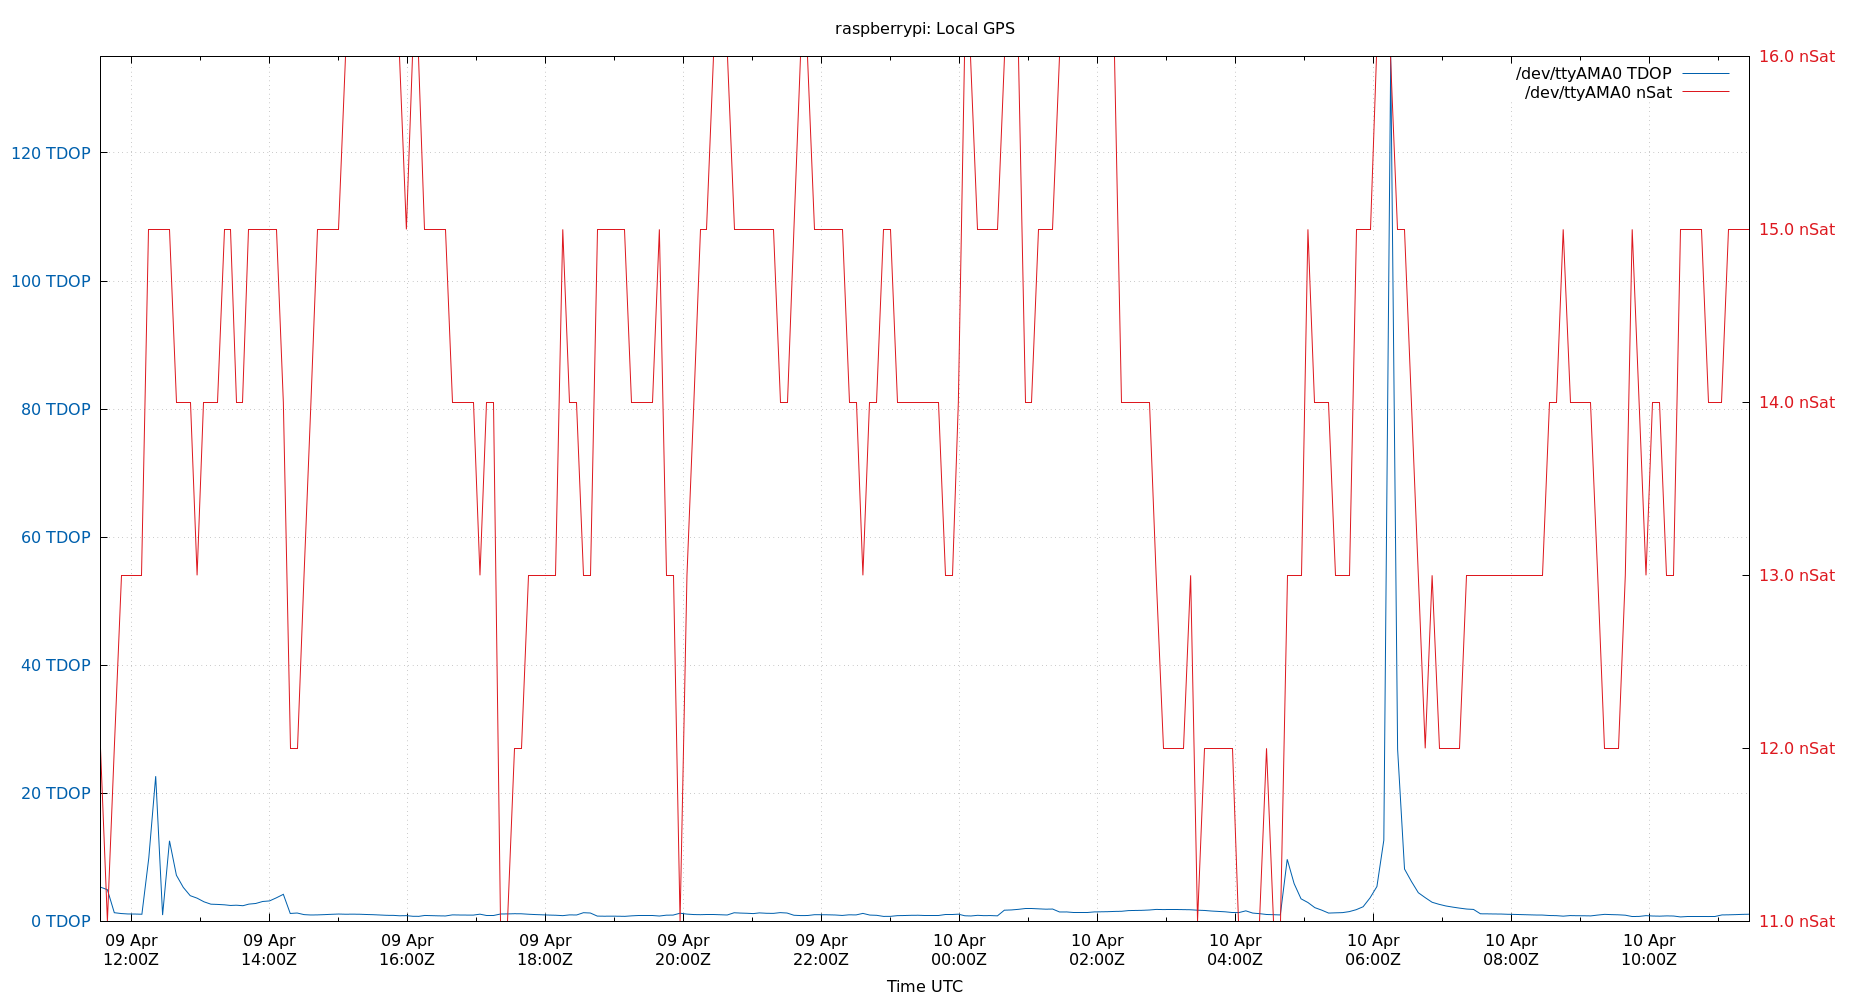 raspberrypi: Local GPS
16.0 nSat
/dev/ttyAMA0 TDOP
/dev/ttyAMA0 nSat
120 TDOP
15.0 nSat
100 TDOP
80 TDOP
14.0 nSat
60 TDOP
13.0 nSat
40 TDOP
12.0 nSat
20 TDOP
0 TDOP
11.0 nSat
09 Apr 09 Apr 09 Apr 09 Apr 09 Apr 09 Apr 10 Apr 10 Apr 10 Apr 10 Apr 10 Apr 10 Apr
12:00Z 14:00Z 16:00Z 18:00Z 20:00Z 22:00Z 00:00Z 02:00Z 04:00Z 06:00Z 08:00Z 10:00Z
Time UTC